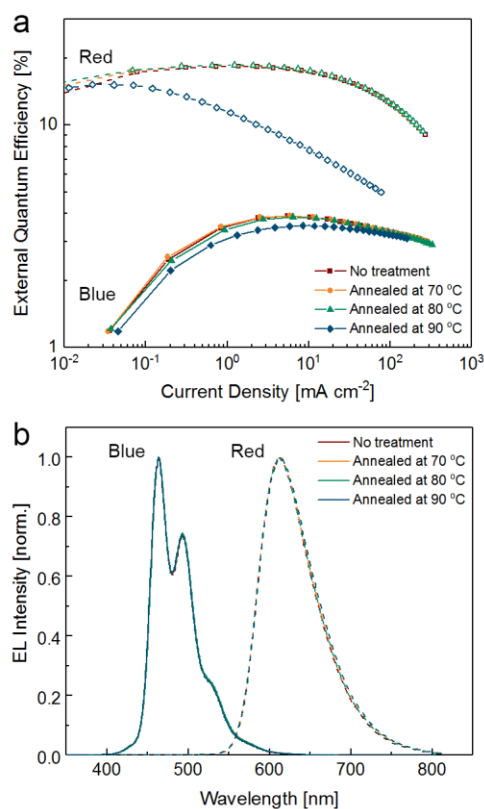 a
External Quantum Efficiency [%]
10
1
Red
Blue
No treatment
Annealed at 70 °C
Annealed at 80 °C
Annealed at 90 °C
10⁻² 10⁻¹ 10⁰ 10¹ 10² 10³
Current Density [mA cm⁻²]
b
EL Intensity [norm.]
1.0
0.8
0.6
0.4
0.2
0.0
Blue Red
No treatment
Annealed at 70 °C
Annealed at 80 °C
Annealed at 90 °C
400 500 600 700 800
Wavelength [nm]